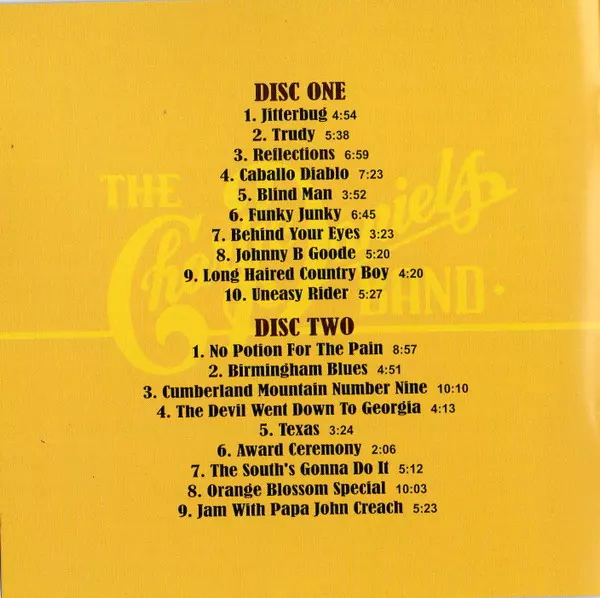 THE
Charlie Daniels
BAND
DISC ONE
1. Jitterbug 4:54
2. Trudy 5:38
3. Reflections 6:59
4. Caballo Diablo 7:23
5. Blind Man 3:52
6. Funky Junky 6:45
7. Behind Your Eyes 3:23
8. Johnny B Goode 5:20
9. Long Haired Country Boy 4:20
10. Uneasy Rider 5:27
DISC TWO
1. No Potion For The Pain 8:57
2. Birmingham Blues 4:51
3. Cumberland Mountain Number Nine 10:10
4. The Devil Went Down To Georgia 4:13
5. Texas 3:24
6. Award Ceremony 2:06
7. The South's Gonna Do It 5:12
8. Orange Blossom Special 10:03
9. Jam With Papa John Creach 5:23